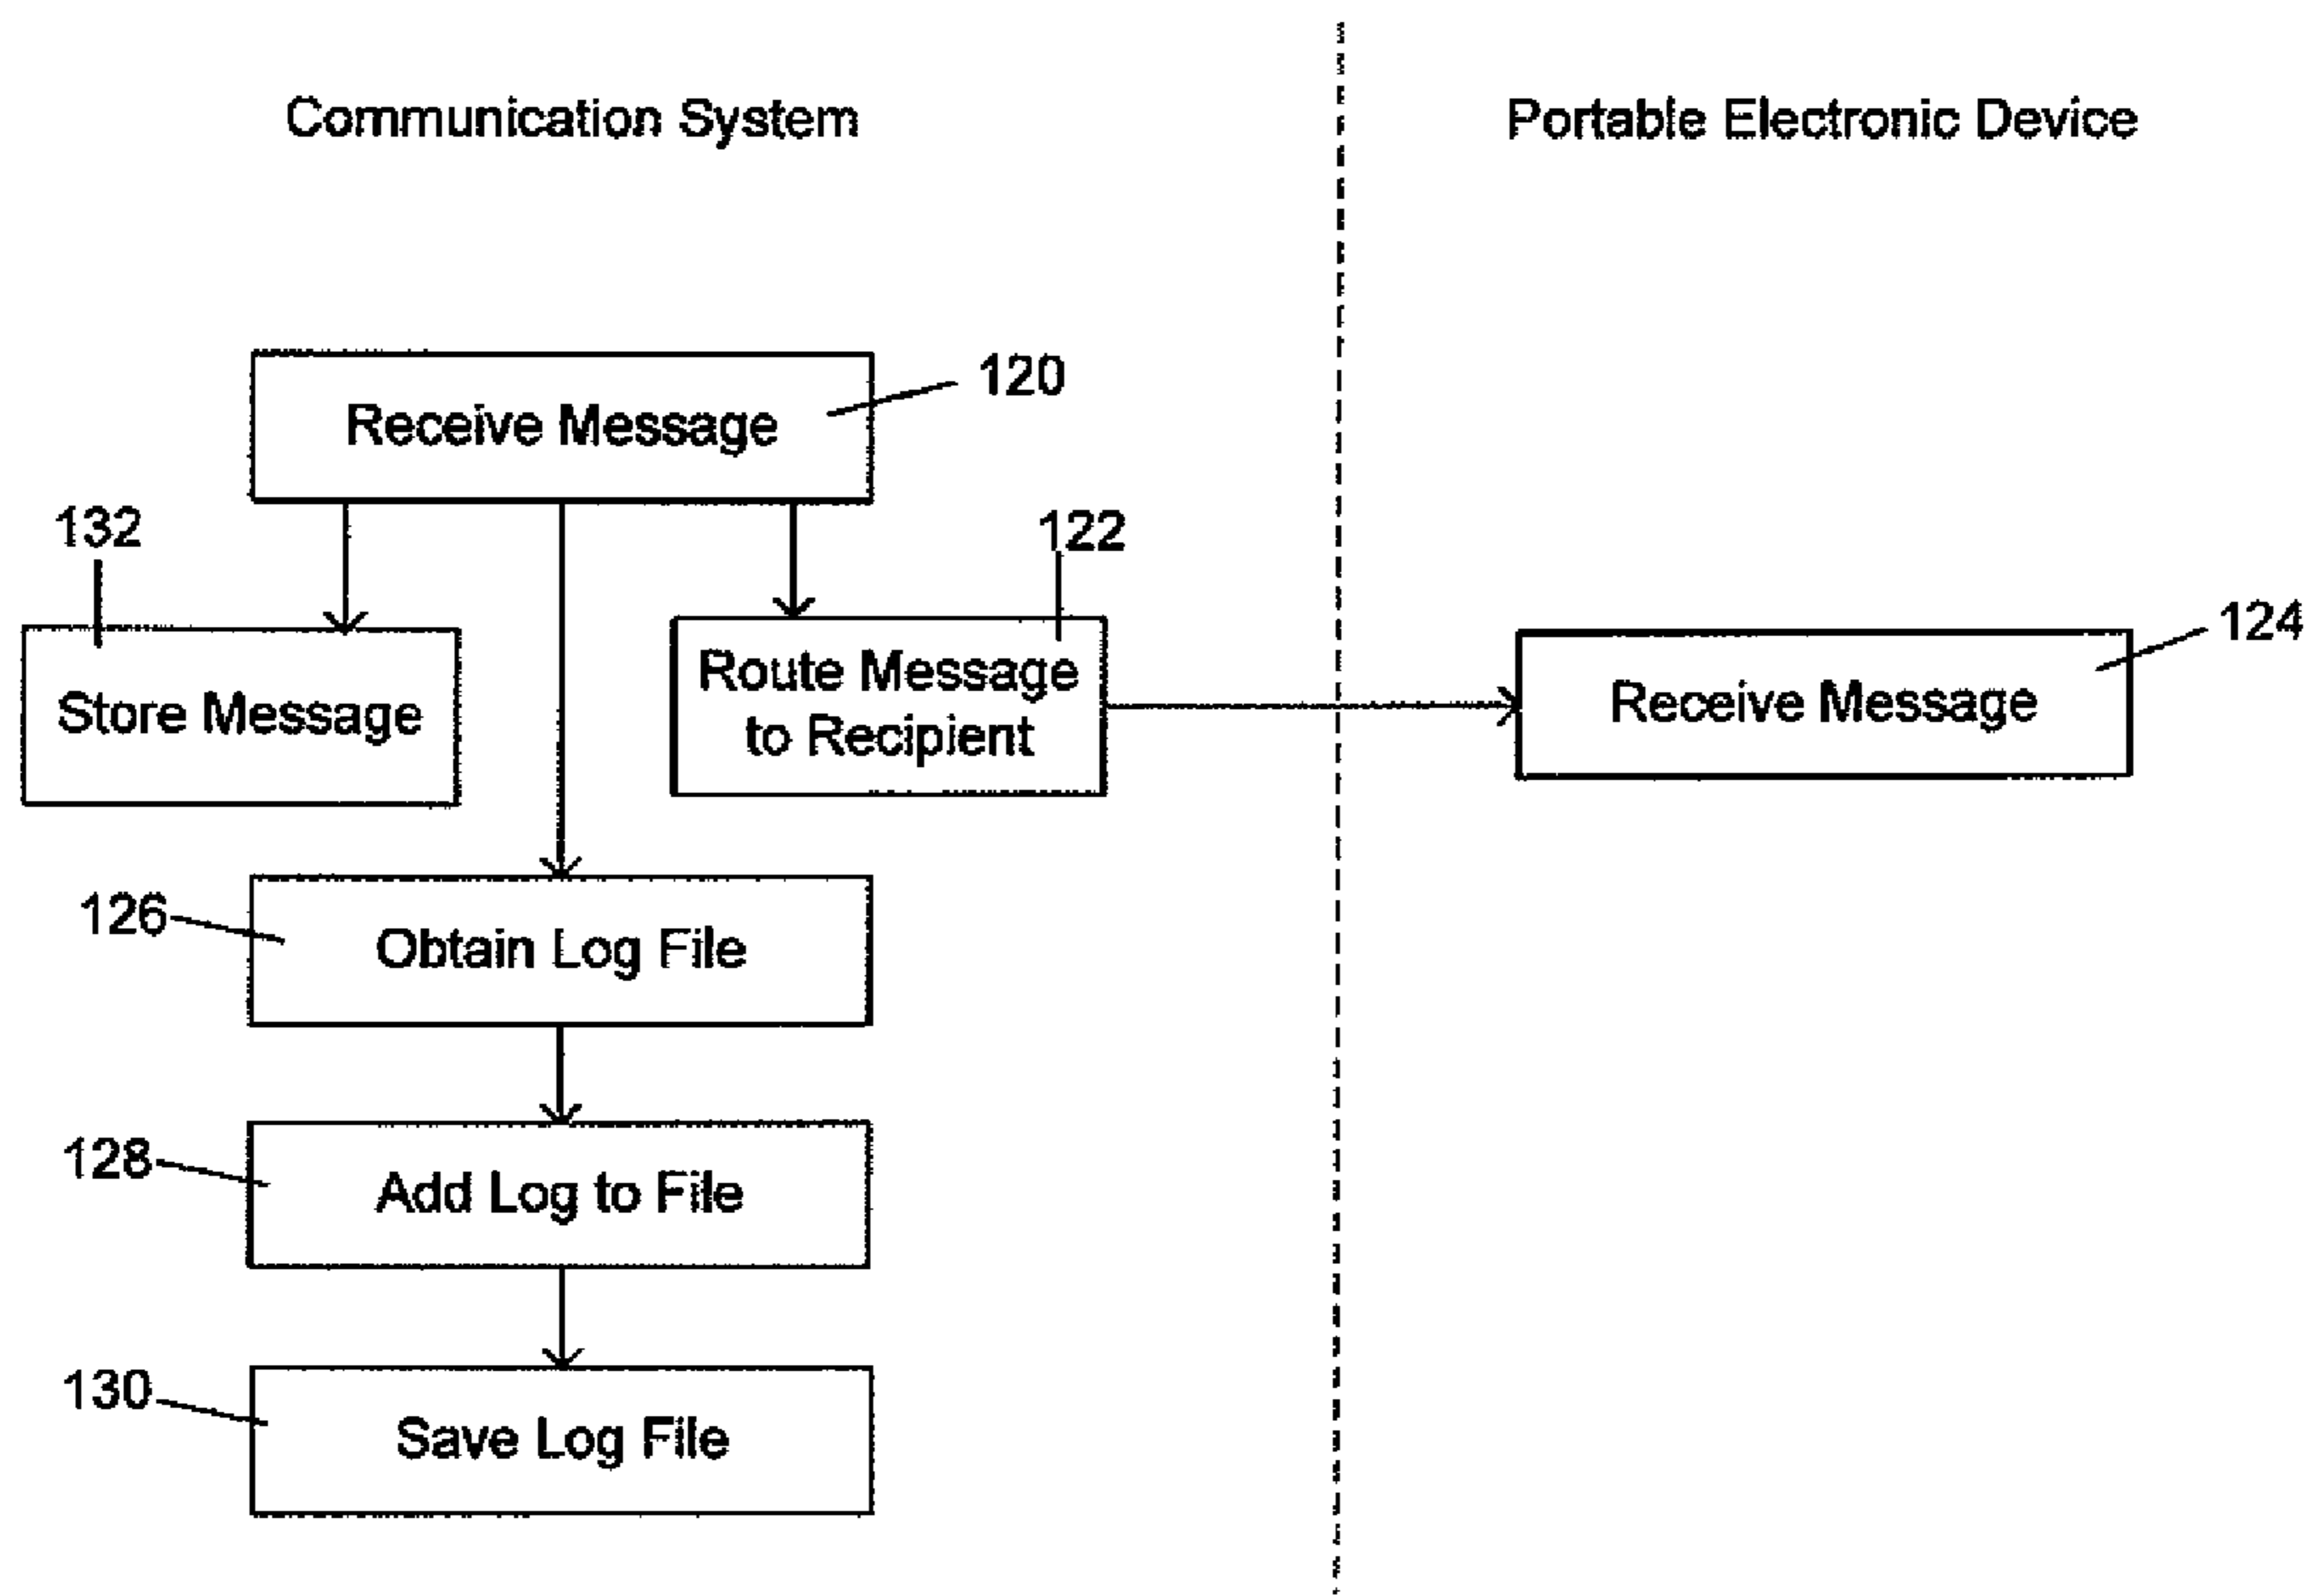 Communication System
Portable Electronic Device
Receive Message
120
132
122
Store Message
Route Message
to Recipient
Receive Message
124
126
Obtain Log File
128
Add Log to File
130
Save Log File